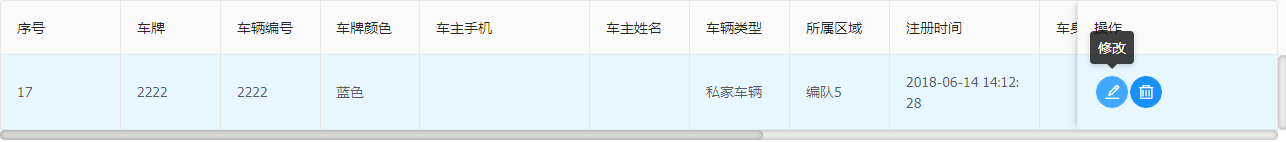 序号 车牌 车辆编号 车牌颜色 车主手机 车主姓名 车辆类型 所属区域 注册时间 车身 操作
修改
17 2222 2222 蓝色 私家车辆 编队5 2018-06-14 14:12:
28